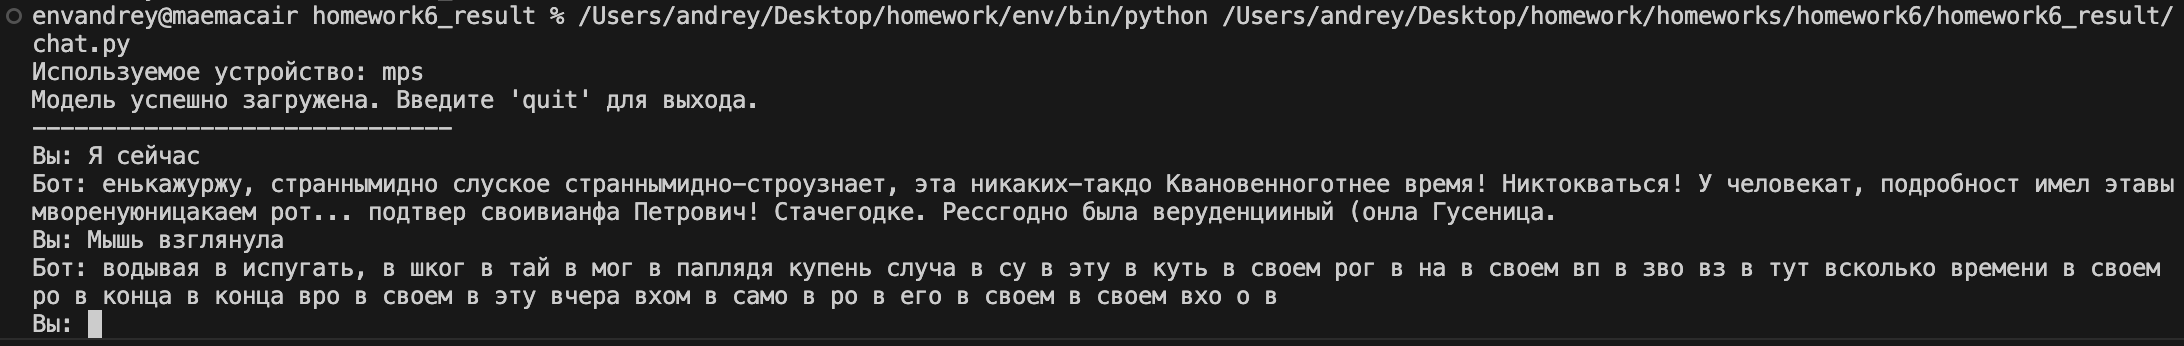 envandrey@maemacair homework6_result % /Users/andrey/Desktop/homework/env/bin/python /Users/andrey/Desktop/homework/homeworks/homework6/homework6_result/
chat.py
Используемое устройство: mps
Модель успешно загружена. Введите 'quit' для выхода.
------------------------------
Вы: Я сейчас
Бот: енькажуржу, страннымидно слуское страннымидно-строузнает, эта никаких-такдо Квановенноготнее время! Никтокваться! У человекат, подробност имел этавы
мворенуюницакаем рот... подтвер своивианфа Петрович! Стачегодке. Рессгодно была веруденцииный (онла Гусеница.
Вы: Мышь взглянула
Бот: водывая в испугать, в шког в тай в мог в паплядя купень случа в су в эту в куть в своем рог в на в своем вп в зво вз в тут всколько времени в своем
ро в конца в конца вро в своем в эту вчера вхом в само в ро в его в своем в своем вхо о в
Вы: